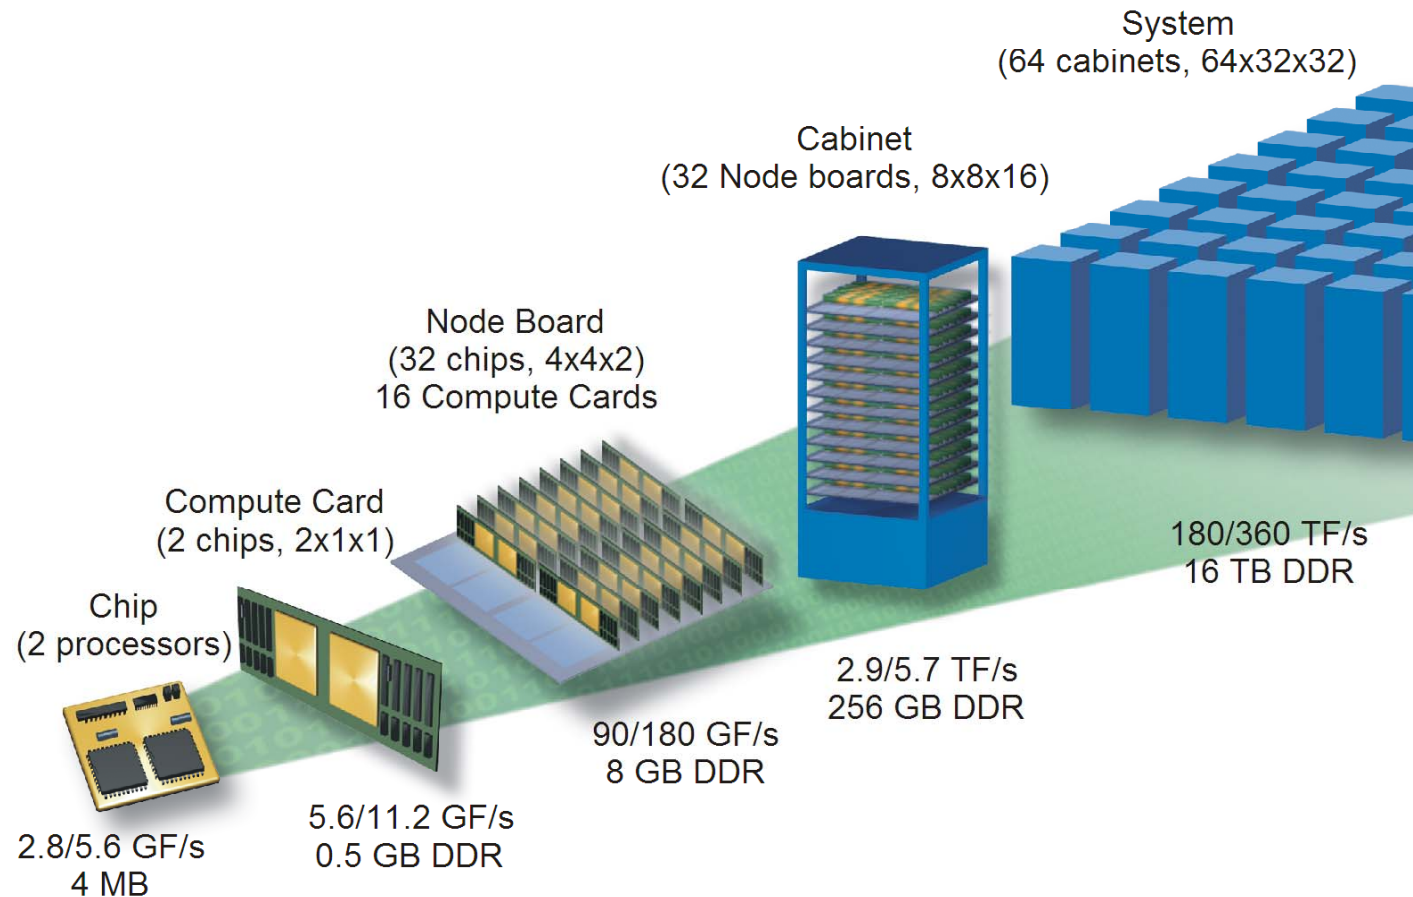 System
(64 cabinets, 64x32x32)
Cabinet
(32 Node boards, 8x8x16)
Node Board
(32 chips, 4x4x2)
16 Compute Cards
Compute Card
(2 chips, 2x1x1)
Chip
(2 processors)
180/360 TF/s
16 TB DDR
2.9/5.7 TF/s
256 GB DDR
90/180 GF/s
8 GB DDR
5.6/11.2 GF/s
0.5 GB DDR
2.8/5.6 GF/s
4 MB